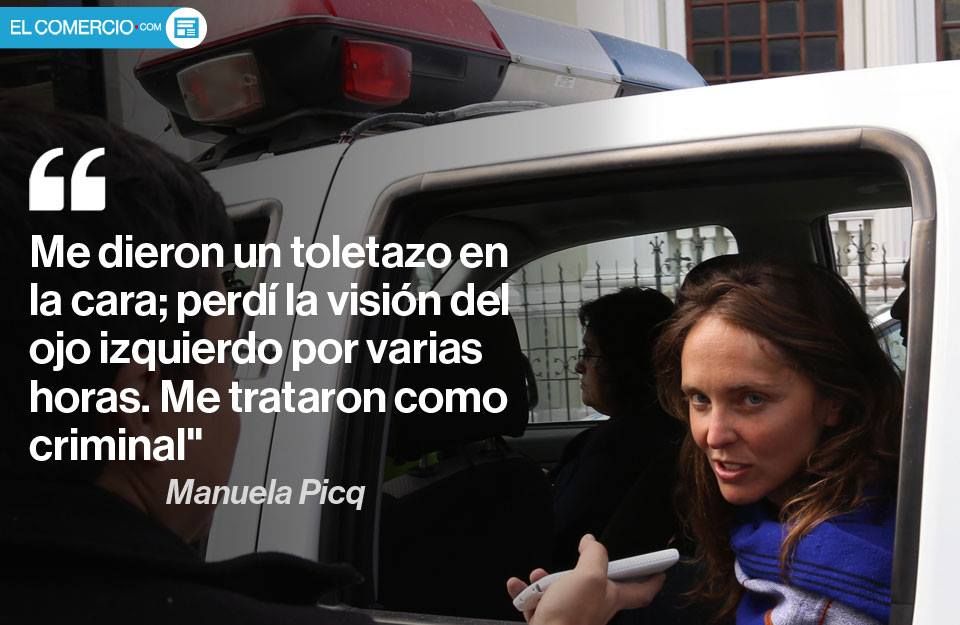 EL COMERCIO.COM
“
Me dieron un toletazo en
la cara; perdí la visión del
ojo izquierdo por varias
horas. Me trataron como
criminal"
Manuela Picq